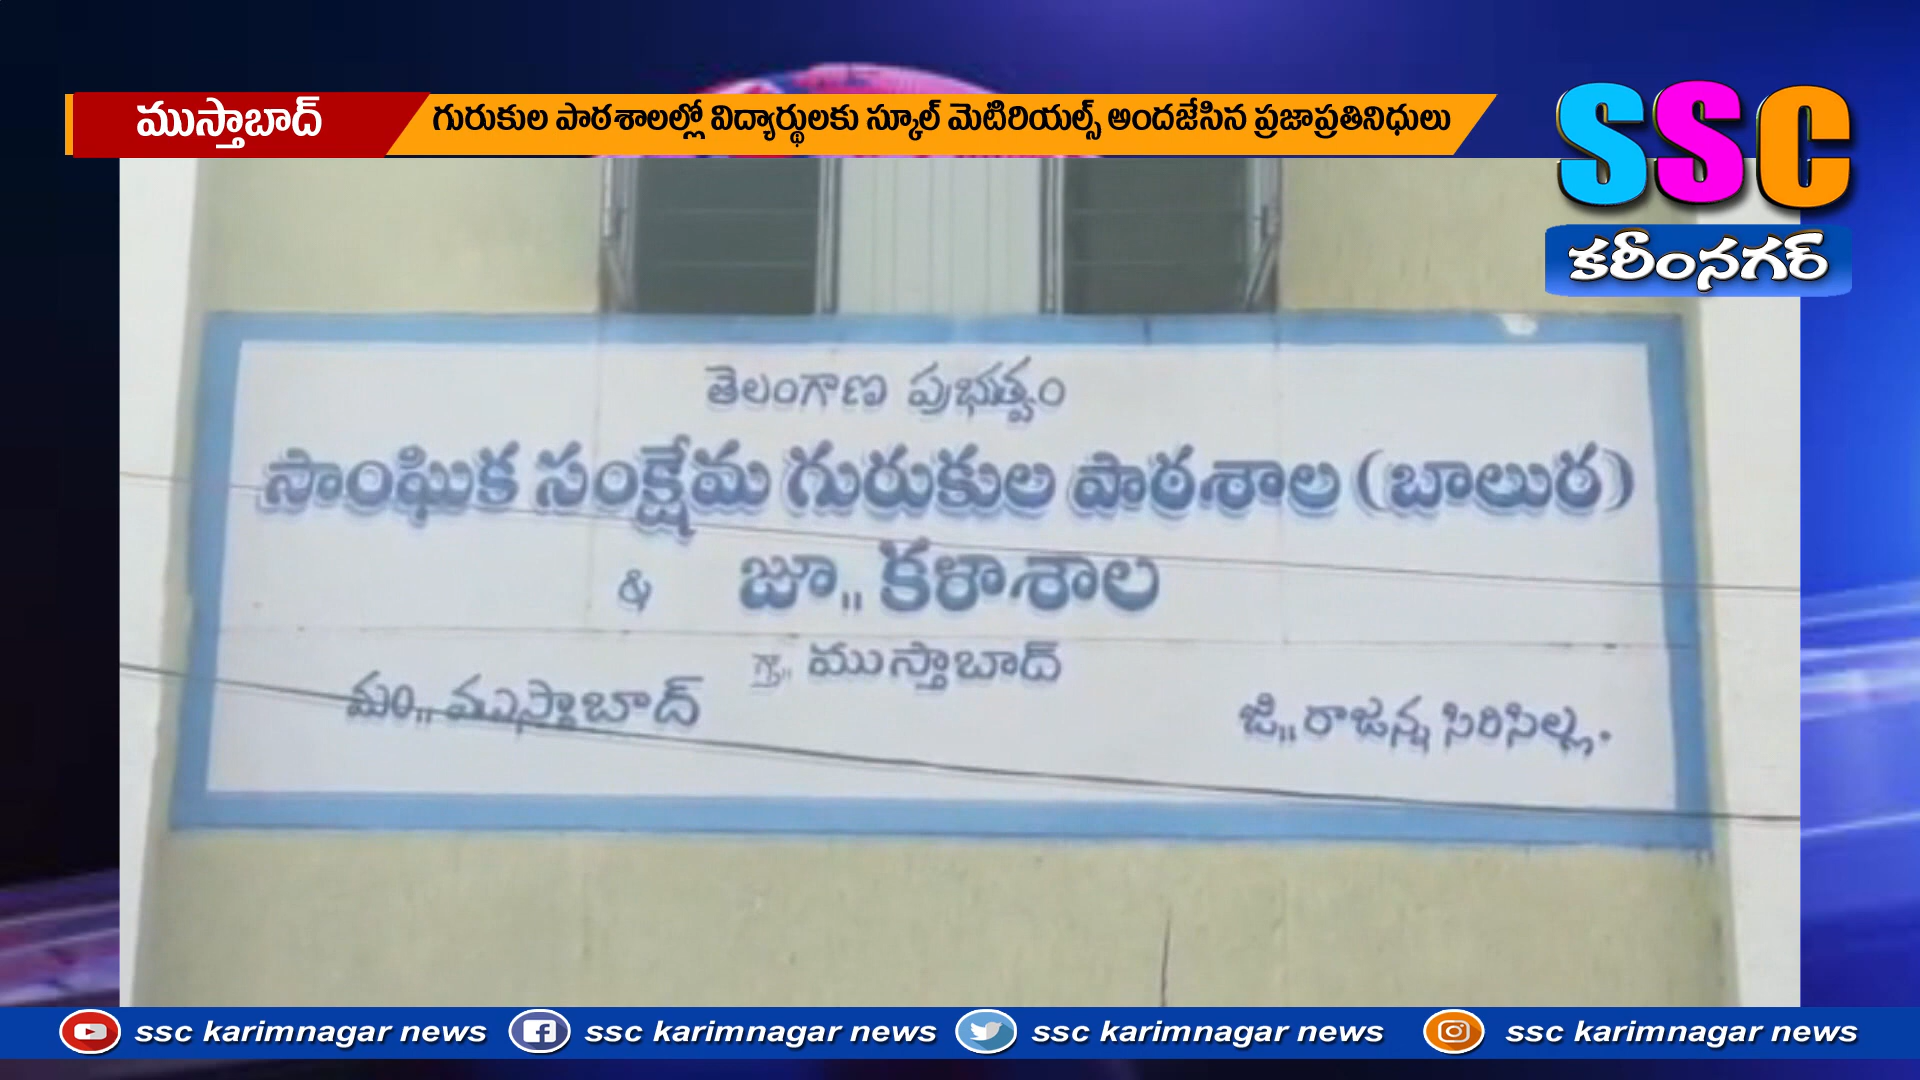 ముస్తాబాద్
గురుకుల పాఠశాలల్లో విద్యార్థులకు స్కూల్ మెటిరియల్స్ అందజేసిన ప్రజాప్రతినిధులు
SSC
కరీంనగర్
తెలంగాణ ప్రభుత్వం
సాంఘిక సంక్షేమ గురుకుల పాఠశాల (బాలుర)
& జూ.. కళాశాల
గ్రా.. ముస్తాబాద్
మం.. ముస్తాబాద్
జి.. రాజన్న సిరిసిల్ల.
ssc karimnagar news ssc karimnagar news ssc karimnagar news ssc karimnagar news